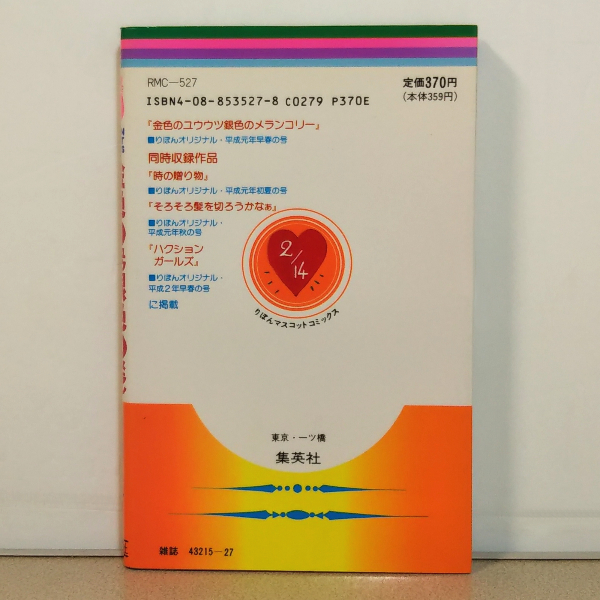 RMC—527
定価370円
ISBN4-08-853527-8 C0279 P370E
(本体359円)
「金色のユウウツ銀色のメランコリー」
■りぼんオリジナル・平成元年早春の号
同時収録作品
「時の贈り物」
■りぼんオリジナル・平成元年初夏の号
「そろそろ髪を切ろうかなぁ」
■りぼんオリジナル・
平成元年秋の号
「ハクション
ガールズ」
■りぼんオリジナル・
平成2年早春の号
に掲載
2/14
りぼんマスコットコミックス
東京・一ツ橋
集英社
雑誌 43215—27